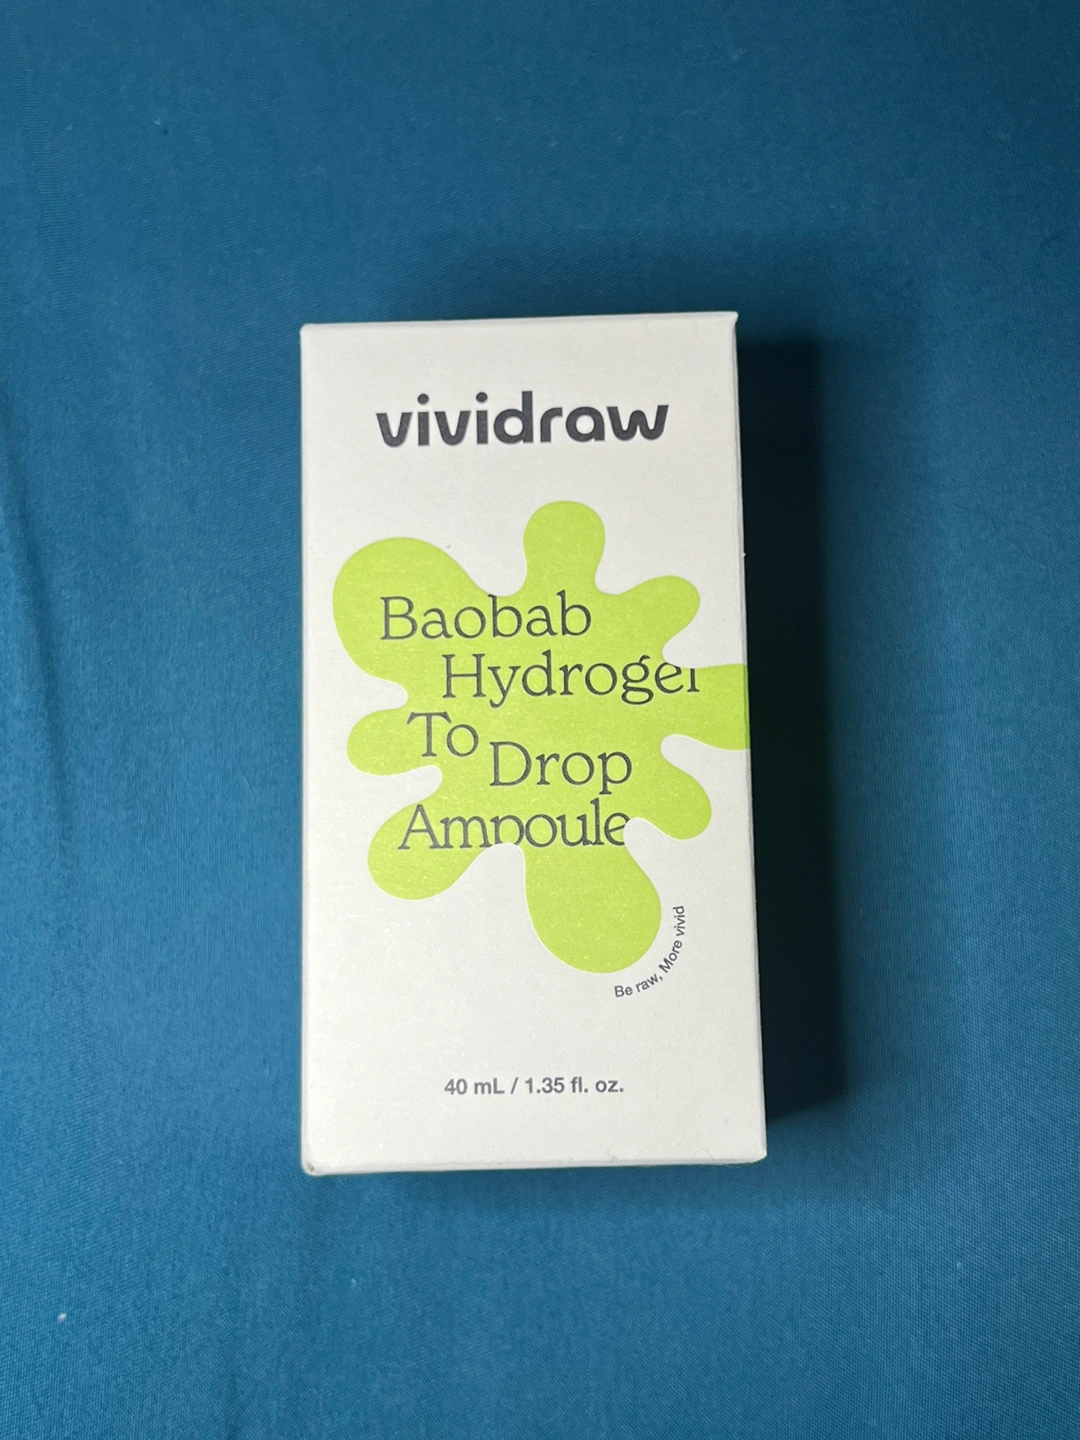 vividraw
Baobab
Hydrogel
To Drop
Ampoule
Be raw, More vivid
40 mL / 1.35 fl. oz.